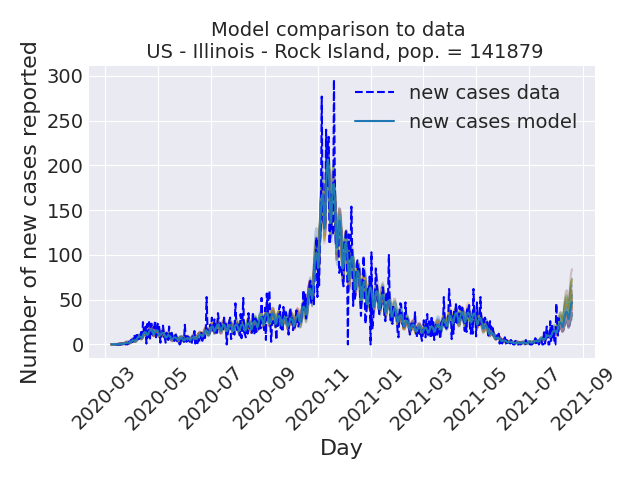 Model comparison to data
US - Illinois - Rock Island, pop. = 141879
Number of new cases reported
300
250
200
150
100
50
0
new cases data
new cases model
2020-03
2020-05
2020-07
2020-09
2020-11
2021-01
2021-03
2021-05
2021-07
2021-09
Day